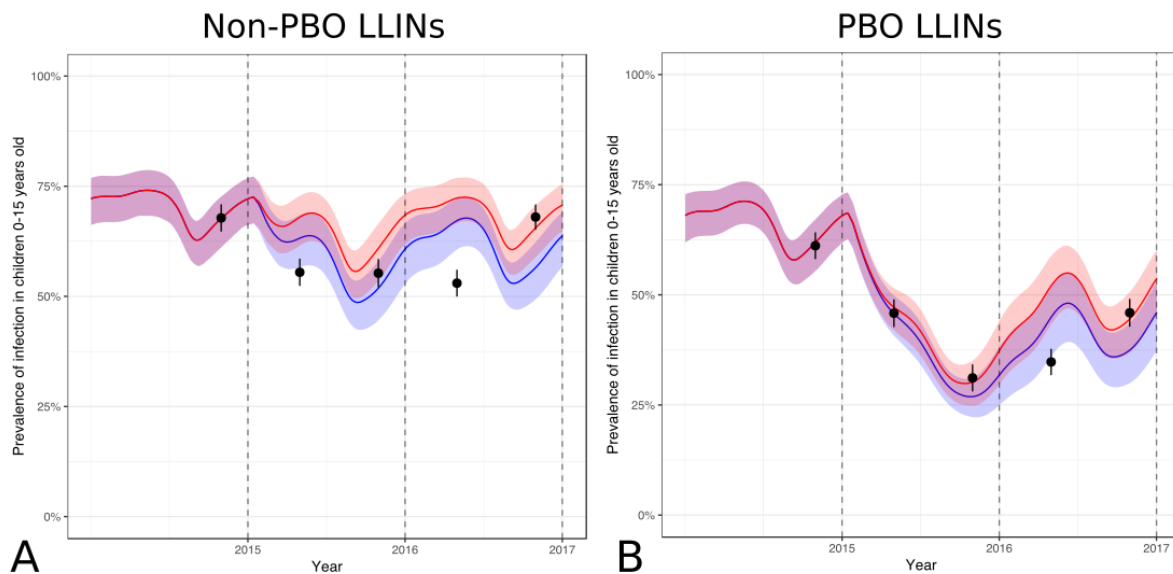 Non-PBO LLINs
PBO LLINs
Prevalence of infection in children 0-15 years old
100%
75%
50%
25%
0%
2015
2016
2017
Year
A
Prevalence of infection in children 0-15 years old
100%
75%
50%
25%
0%
2015
2016
2017
Year
B